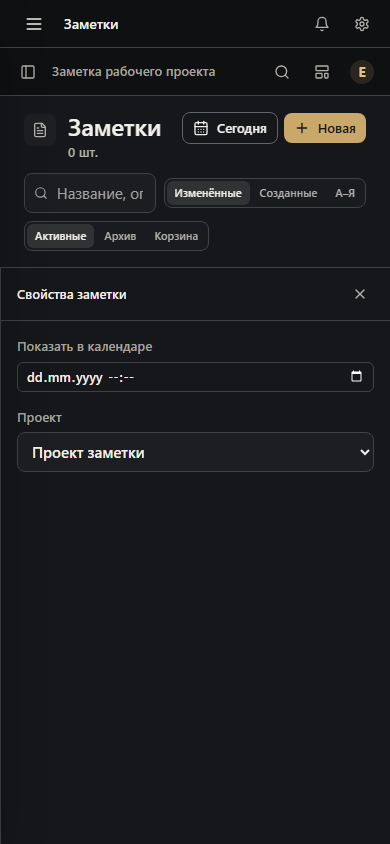 Заметки
Заметка рабочего проекта
E
Заметки
0 шт.
Сегодня
Новая
Название, ог
Изменённые
Созданные
А–Я
Активные
Архив
Корзина
Свойства заметки
Показать в календаре
dd.mm.yyyy --:--
Проект
Проект заметки